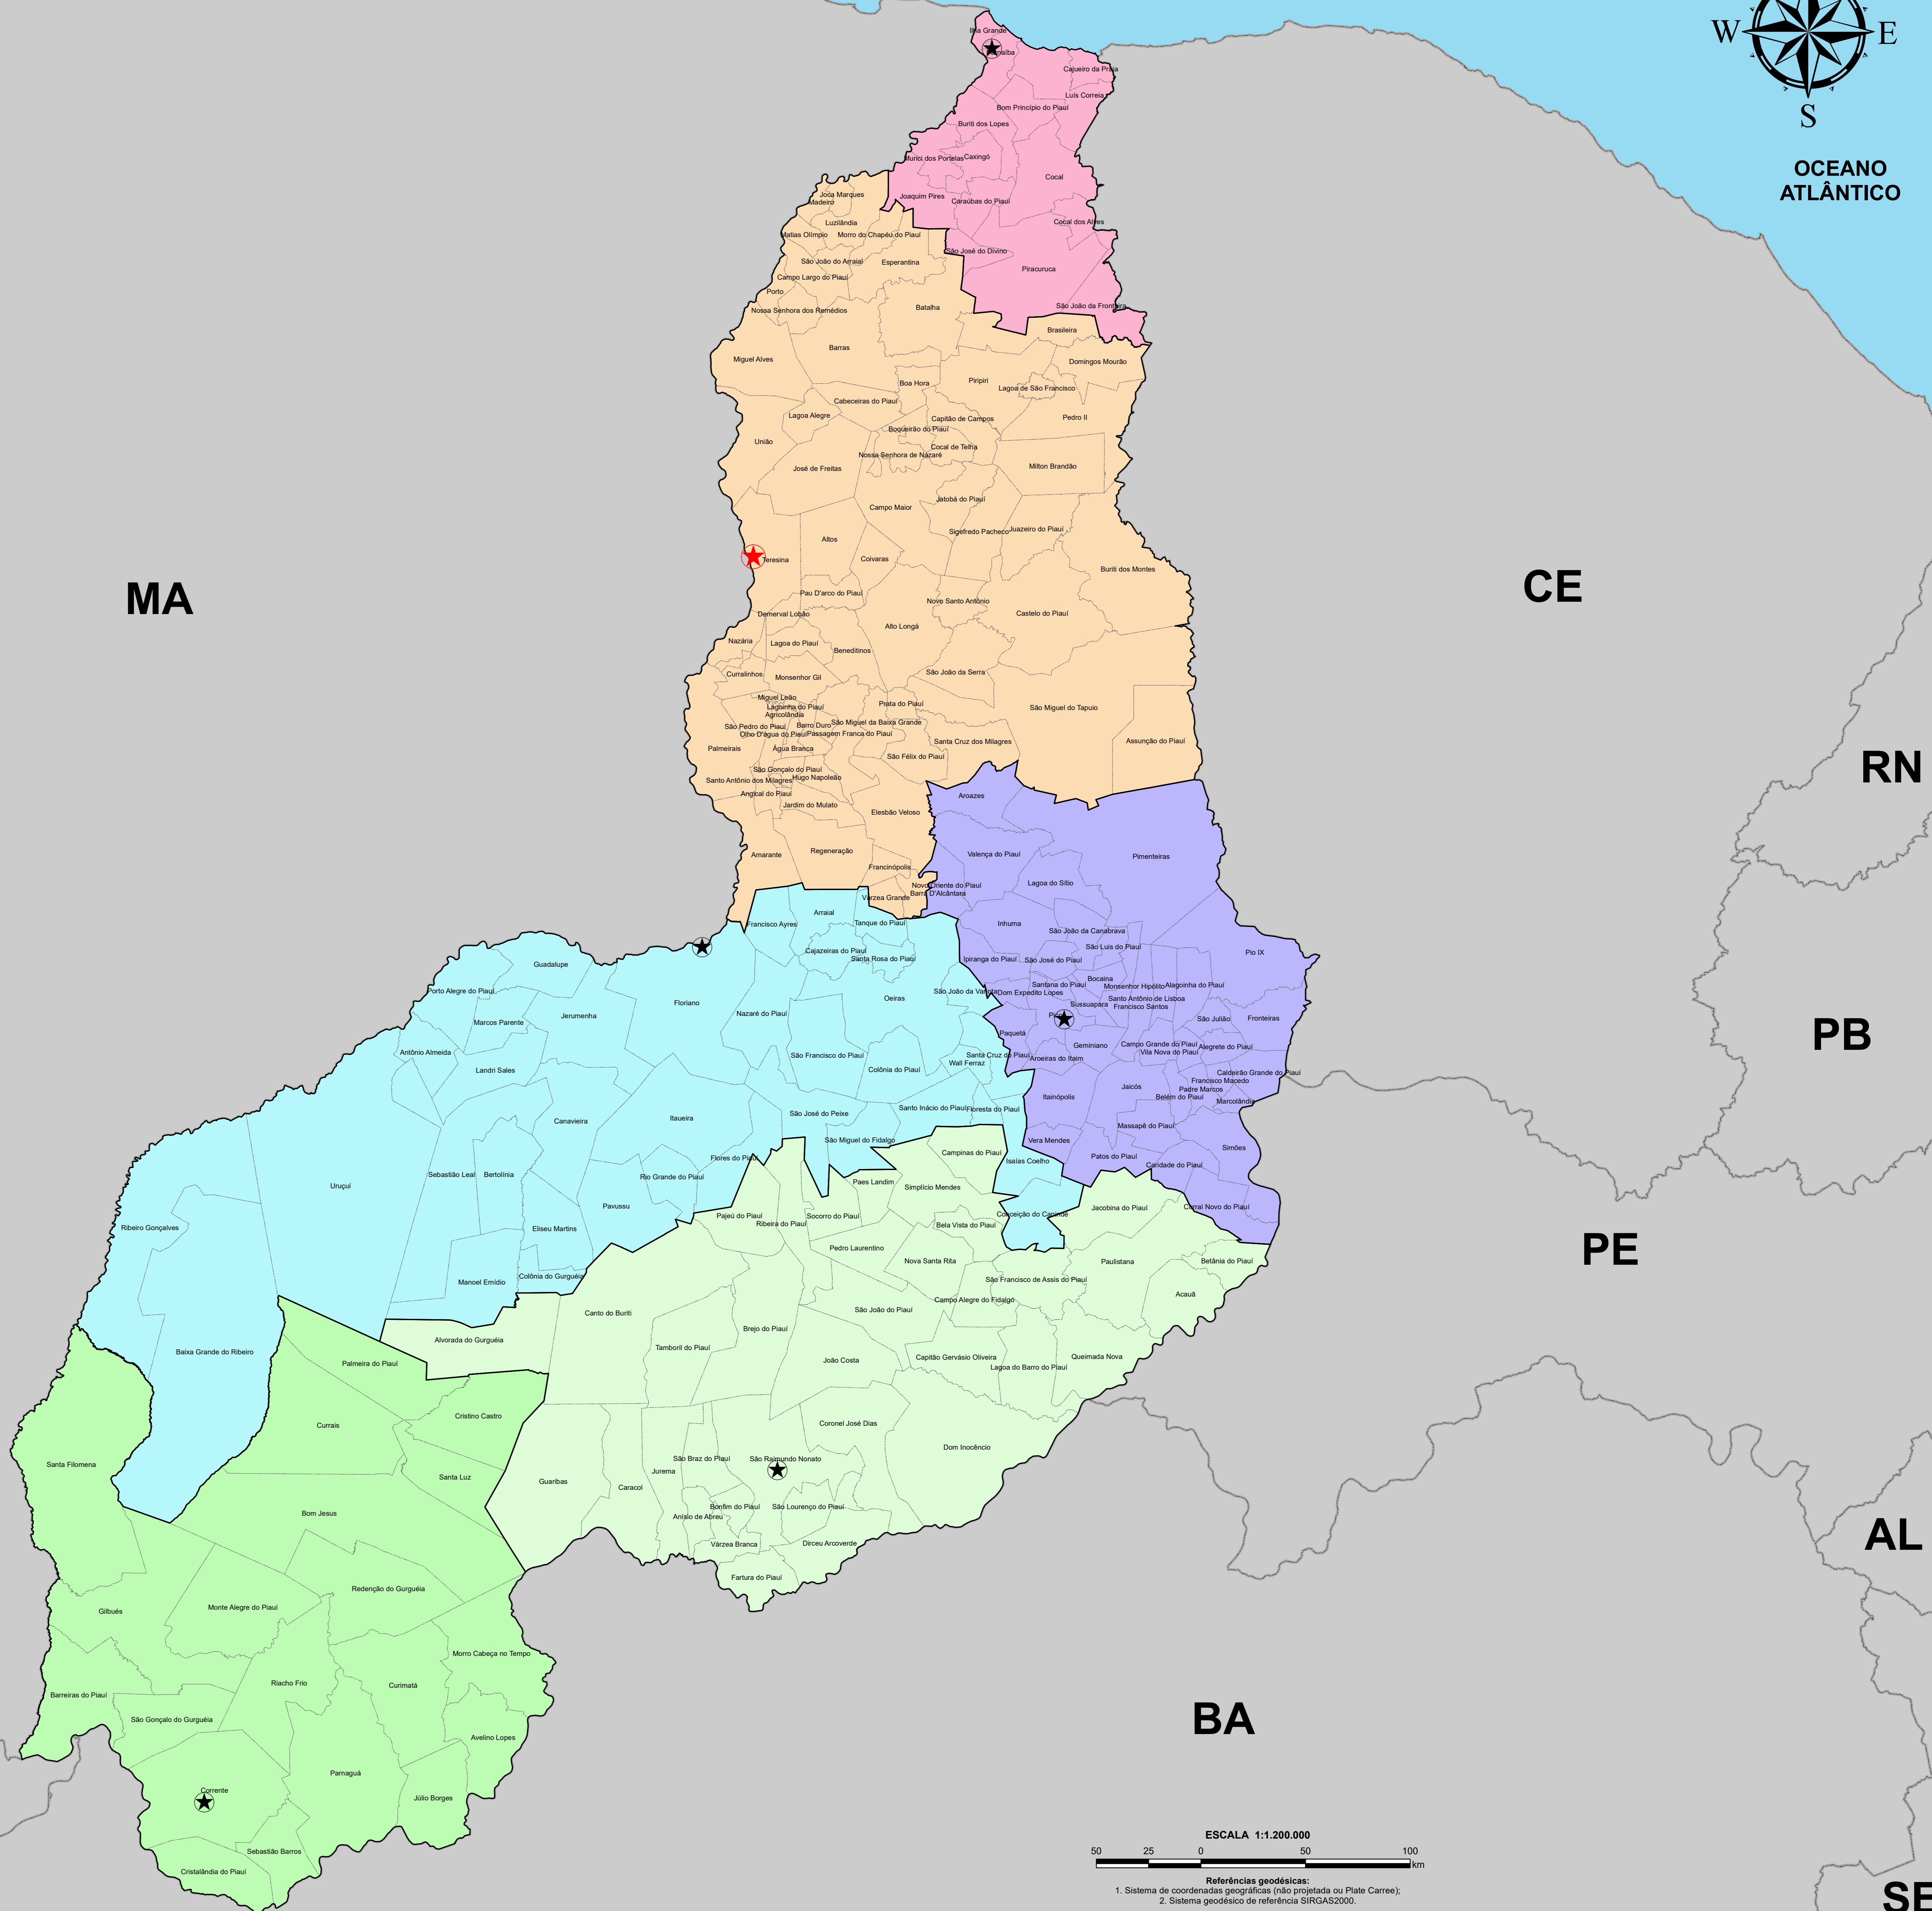 Ilha Grande
Parnaíba
W
E
S
Cajueiro da Praia
Luís Correia
Bom Princípio do Piauí
Buriti dos Lopes
OCEANO
ATLÂNTICO
Murici dos Portelas
Caxingó
Cocal
Joca Marques
Madeiro
Joaquim Pires
Caraúbas do Piauí
Luzilândia
Cocal dos Alves
Matias Olímpio
Morro do Chapéu do Piauí
São José do Divino
São João do Arraial
Esperantina
Piracuruca
Campo Largo do Piauí
Porto
Nossa Senhora dos Remédios
Batalha
São João da Fronteira
Brasileira
Barras
Miguel Alves
Domingos Mourão
Boa Hora
Piripiri
Lagoa de São Francisco
Cabeceiras do Piauí
Lagoa Alegre
Capitão de Campos
Pedro II
Boqueirão do Piauí
União
Cocal de Telha
Nossa Senhora de Nazaré
José de Freitas
Milton Brandão
Jatobá do Piauí
Campo Maior
Sigefredo Pacheco
Juazeiro do Piauí
Altos
Teresina
Coivaras
Buriti dos Montes
MA
CE
Pau D'arco do Piauí
Novo Santo Antônio
Demerval Lobão
Castelo do Piauí
Alto Longá
Nazária
Lagoa do Piauí
Beneditinos
Curralinhos
Monsenhor Gil
São João da Serra
Miguel Leão
Lagoinha do Piauí
Agricolândia
Prata do Piauí
São Miguel do Tapuio
São Pedro do Piauí
Barro Duro
São Miguel da Baixa Grande
Olho D'água do Piauí
Passagem Franca do Piauí
Palmeirais
Água Branca
Santa Cruz dos Milagres
Assunção do Piauí
São Félix do Piauí
RN
São Gonçalo do Piauí
Santo Antônio dos Milagres
Hugo Napoleão
Angical do Piauí
Jardim do Mulato
Aroazes
Elesbão Veloso
Amarante
Regeneração
Valença do Piauí
Pimenteiras
Francinópolis
Novo Oriente do Piauí
Barra D'Alcântara
Lagoa do Sítio
Várzea Grande
Arraial
Francisco Ayres
Tanque do Piauí
Inhuma
São João da Canabrava
Cajazeiras do Piauí
Santa Rosa do Piauí
São Luis do Piauí
Ipiranga do Piauí
São José do Piauí
Pio IX
Guadalupe
Bocaina
Porto Alegre do Piauí
São João da Varjota
Dom Expedito Lopes
Santana do Piauí
Monsenhor Hipólito
Alagoinha do Piauí
Floriano
Oeiras
Sussuapara
Santo Antônio de Lisboa
Francisco Santos
Marcos Parente
Jerumenha
Nazaré do Piauí
Picos
São Julião
Fronteiras
PB
Paquetá
Geminiano
Campo Grande do Piauí
Vila Nova do Piauí
Alegrete do Piauí
Antônio Almeida
São Francisco do Piauí
Santa Cruz do Piauí
Wall Ferraz
Aroeiras do Itaim
Landri Sales
Colônia do Piauí
Caldeirão Grande do Piauí
Francisco Macedo
Jaicós
Padre Marcos
Belém do Piauí
Itainópolis
Marcolândia
Canavieira
Itaueira
São José do Peixe
Santo Inácio do Piauí
Floresta do Piauí
Massapê do Piauí
São Miguel do Fidalgo
Vera Mendes
Simões
Campinas do Piauí
Isaías Coelho
Patos do Piauí
Caridade do Piauí
Flores do Piauí
Uruçuí
Sebastião Leal
Bertolínia
Rio Grande do Piauí
Paes Landim
Simplício Mendes
Pavussu
Conceição do Canindé
Jacobina do Piauí
Curral Novo do Piauí
Ribeiro Gonçalves
Eliseu Martins
Pajeú do Piauí
Ribeira do Piauí
Socorro do Piauí
Bela Vista do Piauí
Pedro Laurentino
Nova Santa Rita
Paulistana
Betânia do Piauí
PE
Manoel Emídio
Colônia do Gurguéia
São Francisco de Assis do Piauí
Acauã
Campo Alegre do Fidalgo
Canto do Buriti
São João do Piauí
Alvorada do Gurguéia
Brejo do Piauí
Baixa Grande do Ribeiro
Tamboril do Piauí
João Costa
Capitão Gervásio Oliveira
Lagoa do Barro do Piauí
Queimada Nova
Palmeira do Piauí
Currais
Cristino Castro
Coronel José Dias
Dom Inocêncio
Santa Filomena
Santa Luz
Guaribas
São Braz do Piauí
São Raimundo Nonato
Jurema
Caracol
Bom Jesus
Bonfim do Piauí
São Lourenço do Piauí
Anísio de Abreu
AL
Várzea Branca
Dirceu Arcoverde
Fartura do Piauí
Redenção do Gurguéia
Gilbués
Monte Alegre do Piauí
Morro Cabeça no Tempo
Riacho Frio
Curimatá
Barreiras do Piauí
São Gonçalo do Gurguéia
BA
Avelino Lopes
Parnaguá
Corrente
Júlio Borges
Sebastião Barros
Cristalândia do Piauí
ESCALA 1:1.200.000
50 25 0 50 100
km
Referências geodésicas:
1. Sistema de coordenadas geográficas (não projetada ou Plate Carree);
2. Sistema geodésico de referência SIRGAS2000.
SE